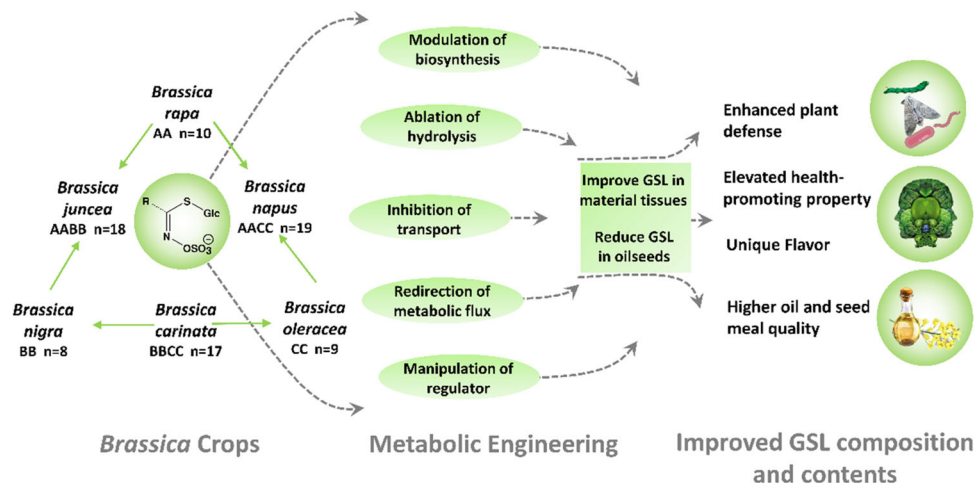 Brassica
rapa
AA n=10
Brassica
juncea
AABB n=18
Brassica
napus
AACC n=19
R
S
Glc
N
OSO₃⁻
Brassica
nigra
BB n=8
Brassica
carinata
BBCC n=17
Brassica
oleracea
CC n=9
Brassica Crops
Modulation of
biosynthesis
Ablation of
hydrolysis
Inhibition of
transport
Redirection of
metabolic flux
Manipulation of
regulator
Metabolic Engineering
Improve GSL in
material tissues
Reduce GSL
in oilseeds
Enhanced plant
defense
Elevated health-
promoting property
Unique Flavor
Higher oil and seed
meal quality
Improved GSL composition
and contents